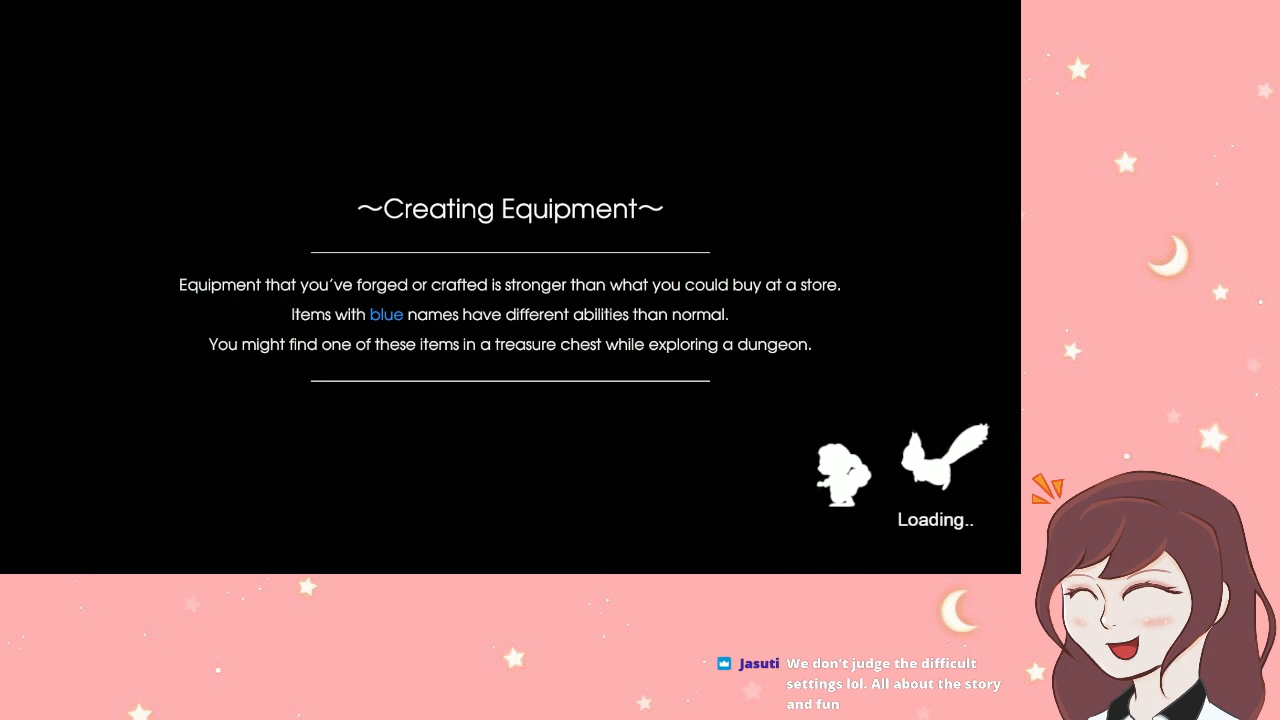 ～Creating Equipment～
Equipment that you've forged or crafted is stronger than what you could buy at a store.
Items with blue names have different abilities than normal.
You might find one of these items in a treasure chest while exploring a dungeon.
Loading..
Jasuti We don't judge the difficult
settings lol. All about the story
and fun